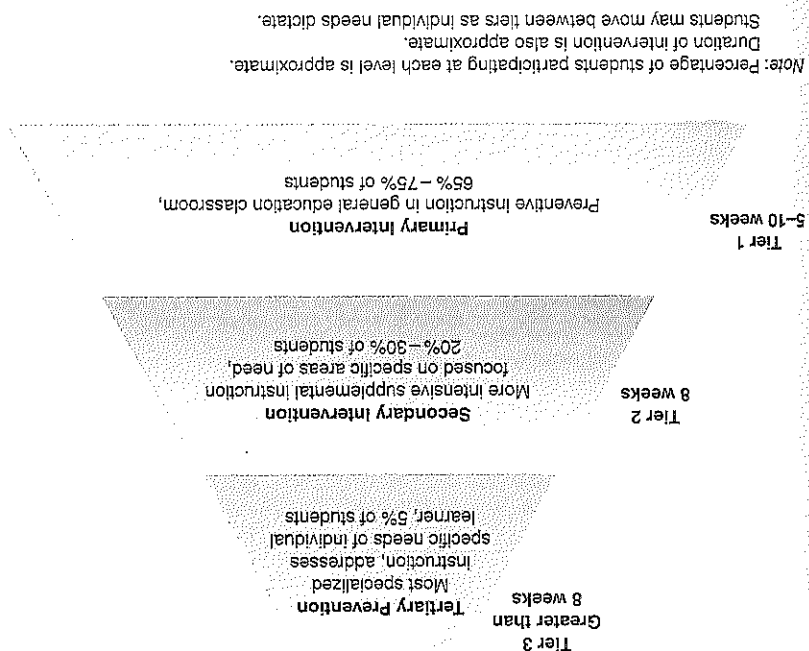 Tier 3
Greater than
8 weeks
Tertiary Prevention
Most specialized
instruction, addresses
specific needs of individual
learner, 5% of students
Tier 2
8 weeks
Secondary Intervention
More intensive supplemental instruction
focused on specific areas of need,
20%–30% of students
Tier 1
5–10 weeks
Primary Intervention
Preventive instruction in general education classroom,
65%–75% of students
Note: Percentage of students participating at each level is approximate.
Duration of intervention is also approximate.
Students may move between tiers as individual needs dictate.